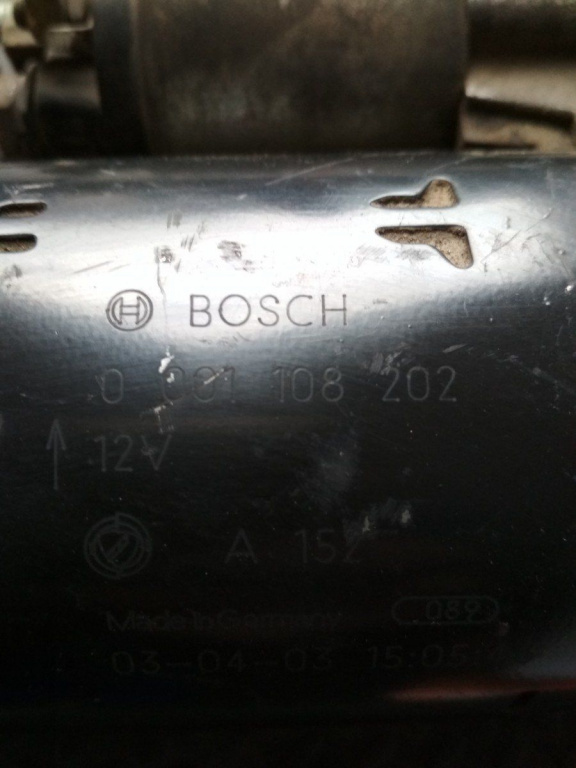 BOSCH
0 001 108 202
12V
A 152
Made In Germany 089
03-04-03 15:05